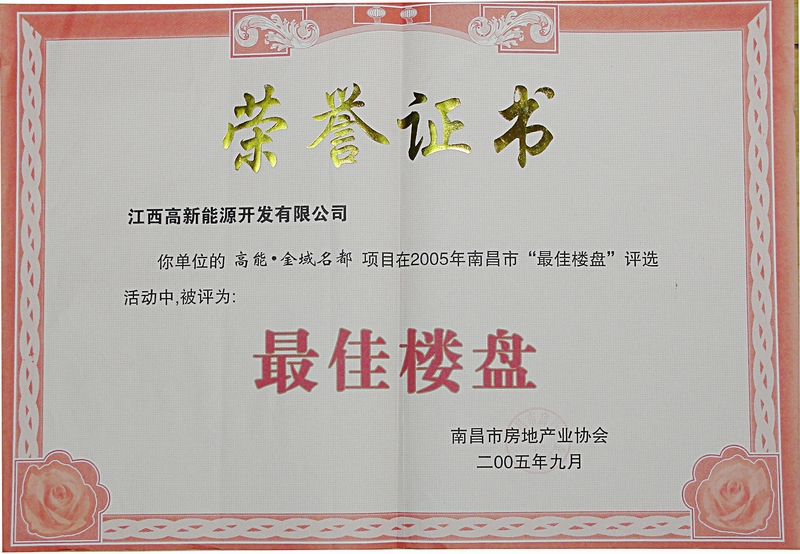 荣誉证书
江西高新能源开发有限公司
你单位的 高能·金域名都 项目在2005年南昌市“最佳楼盘”评选
活动中,被评为:
最佳楼盘
南昌市房地产业协会
二00五年九月